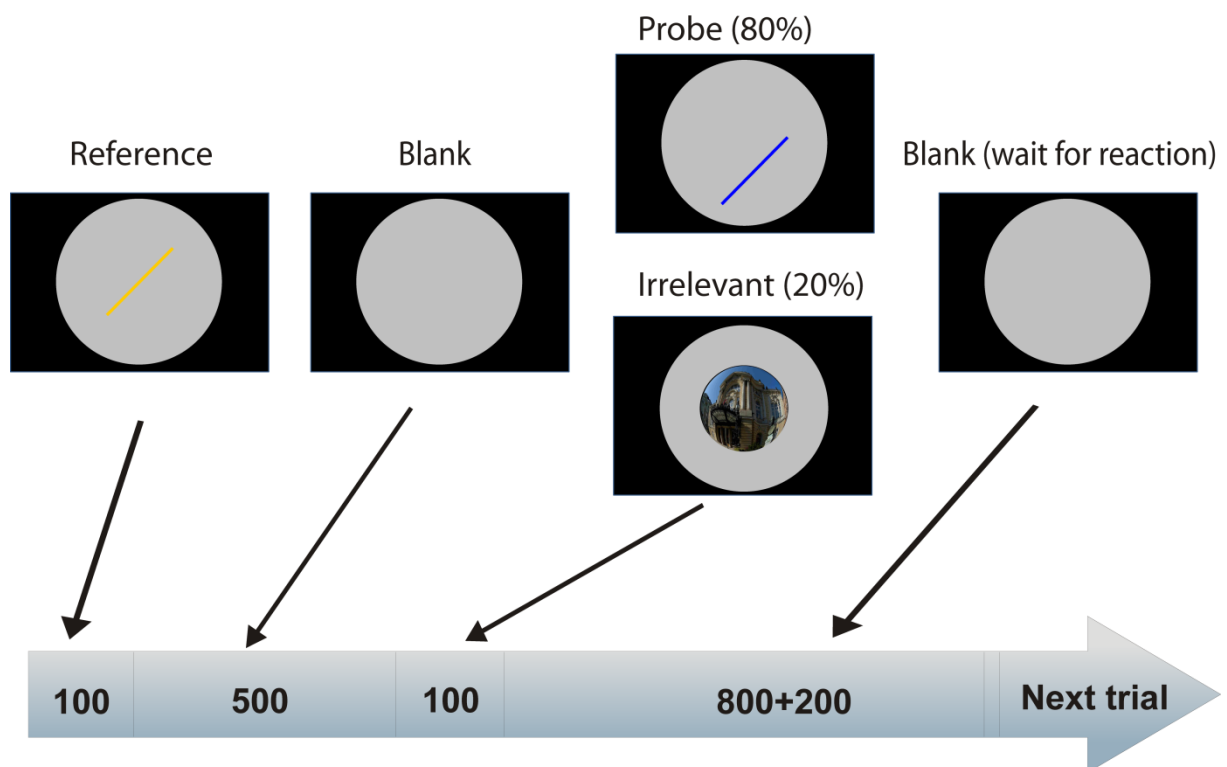 Probe (80%)
Reference
Blank
Blank (wait for reaction)
Irrelevant (20%)
100
500
100
800+200
Next trial